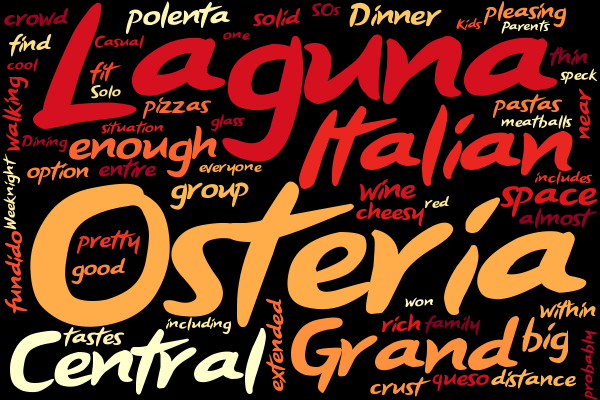 crowd
polenta
solid
SOs
Dinner
Kids
pleasing
Parents
find
Casual
one
Laguna
thin
cool
fit
Solo
speck
walking
pizzas
pastas
near
situation
glass
meatballs
Dining
enough
Italian
option
entire
everyone
includes
Weeknight
group
wine
red
space
cheesy
almost
Osteria
fundido
pretty
good
won
within
tastes
including
extended
rich
family
big
Central
Grand
probably
crust
queso
distance